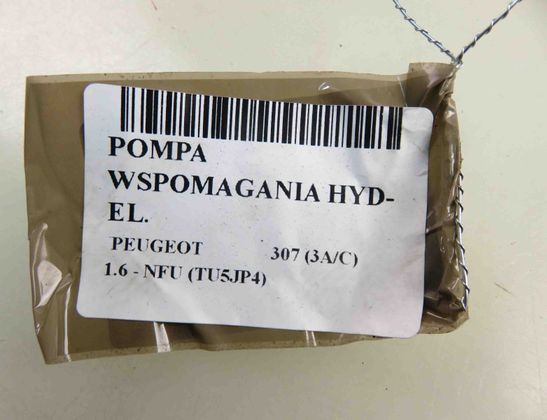 POMPA
WSPOMAGANIA HYD-
EL.
PEUGEOT 307 (3A/C)
1.6 - NFU (TU5JP4)